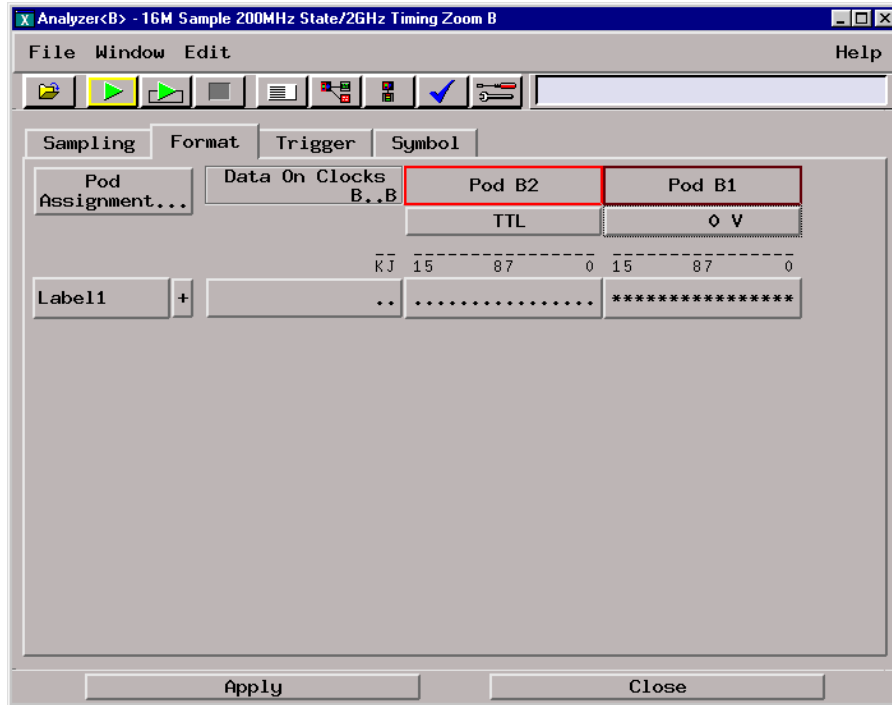 Analyzer<B> - 16M Sample 200MHz State/2GHz Timing Zoom B
File Window Edit Help
Sampling Format Trigger Symbol
Pod Assignment...
Data On Clocks
B..B
Pod B2
Pod B1
TTL
0 V
KJ 15 87 0 15 87 0
Label1 + .. ................ ****************
Apply Close